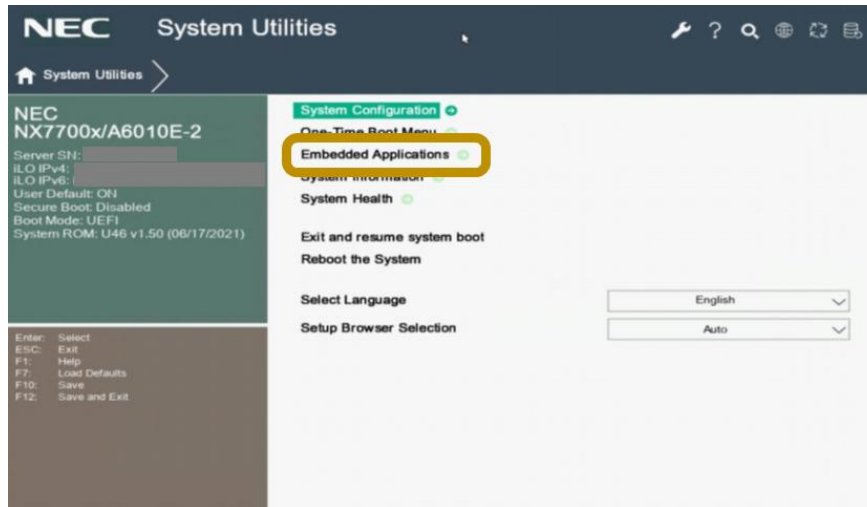 NEC System Utilities
System Utilities
NEC
NX7700x/A6010E-2
Server SN:
iLO IPv4:
iLO IPv6:
User Default: ON
Secure Boot: Disabled
Boot Mode: UEFI
System ROM: U46 v1.50 (06/17/2021)
Enter: Select
ESC: Exit
F1: Help
F7: Load Defaults
F10: Save
F12: Save and Exit
System Configuration
One-Time Boot Menu
Embedded Applications
System Information
System Health
Exit and resume system boot
Reboot the System
Select Language English
Setup Browser Selection Auto